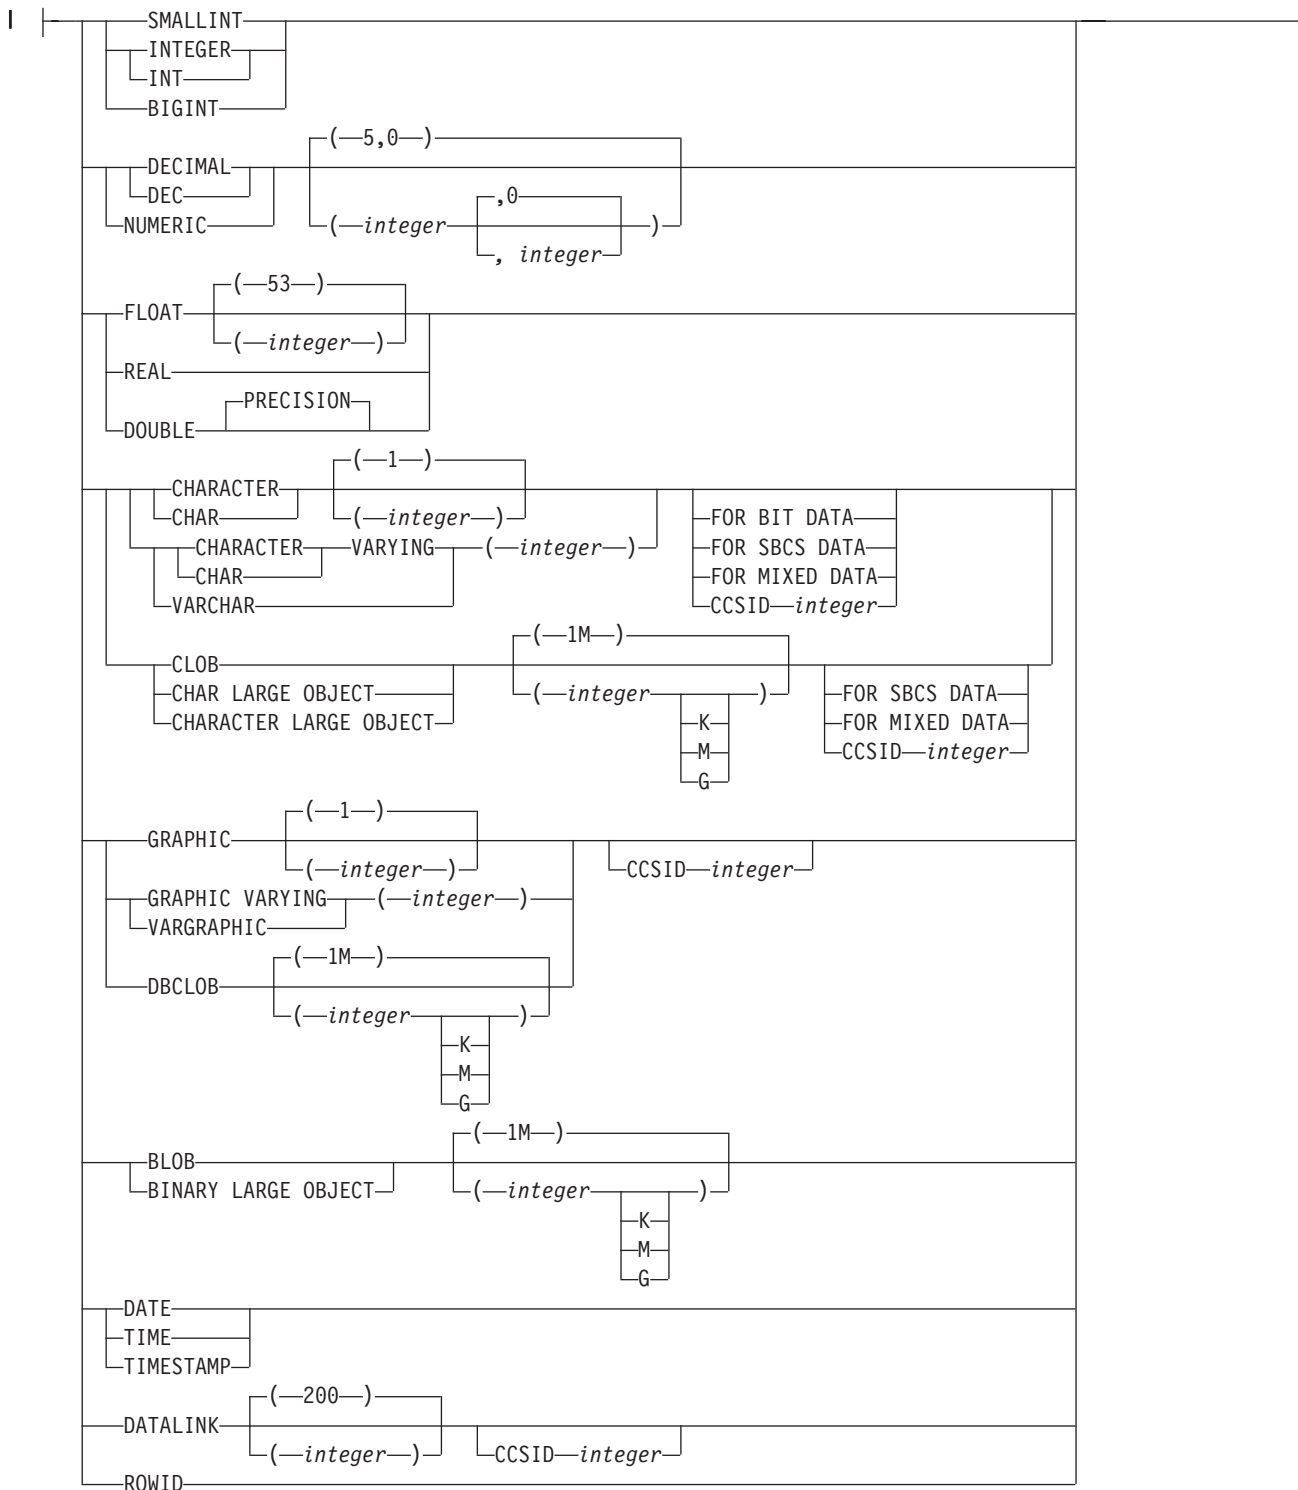 SMALLINT
INTEGER
INT
BIGINT
( 5,0 )
DECIMAL
DEC
,0
NUMERIC ( integer )
, integer
( 53 )
FLOAT
( integer )
REAL
PRECISION
DOUBLE
( 1 )
CHARACTER
CHAR ( integer ) FOR BIT DATA
CHARACTER VARYING ( integer ) FOR SBCS DATA
CHAR FOR MIXED DATA
VARCHAR CCSID integer
( 1M )
CLOB
CHAR LARGE OBJECT ( integer ) FOR SBCS DATA
CHARACTER LARGE OBJECT K FOR MIXED DATA
M CCSID integer
G
( 1 )
GRAPHIC
( integer ) CCSID integer
GRAPHIC VARYING ( integer )
VARGRAPHIC
( 1M )
DBCLOB
( integer )
K
M
G
( 1M )
BLOB
BINARY LARGE OBJECT ( integer )
K
M
G
DATE
TIME
TIMESTAMP
( 200 )
DATALINK
( integer ) CCSID integer
ROWID